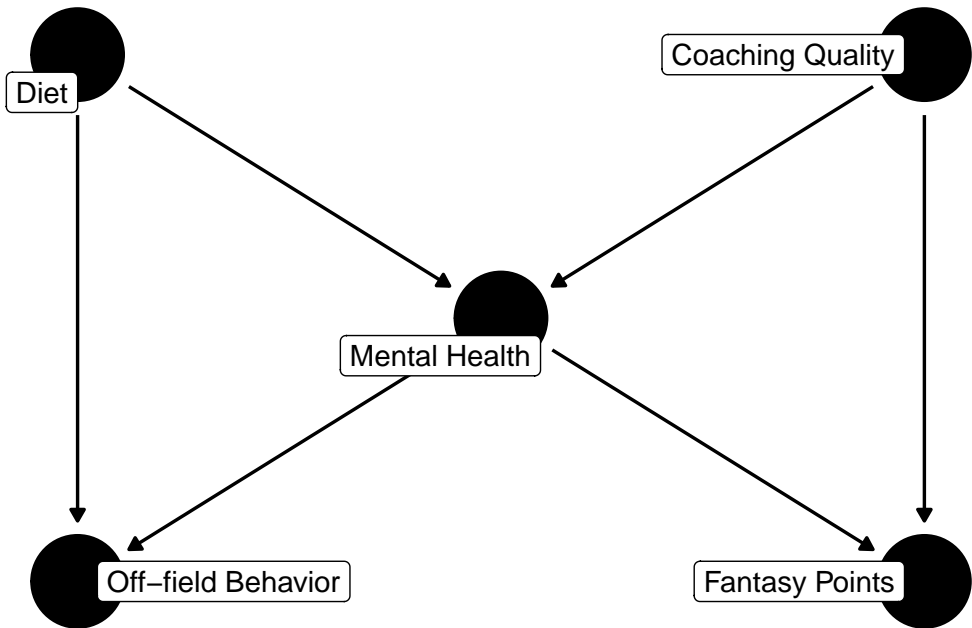 Coaching Quality
Diet
Mental Health
Off−field Behavior
Fantasy Points